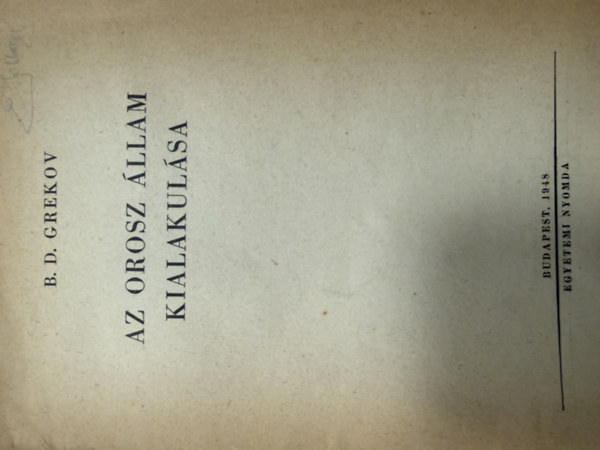 B. D. GREKOV
AZ OROSZ ÁLLAM
KIALAKULÁSA
BUDAPEST, 1948
EGYETEMI NYOMDA